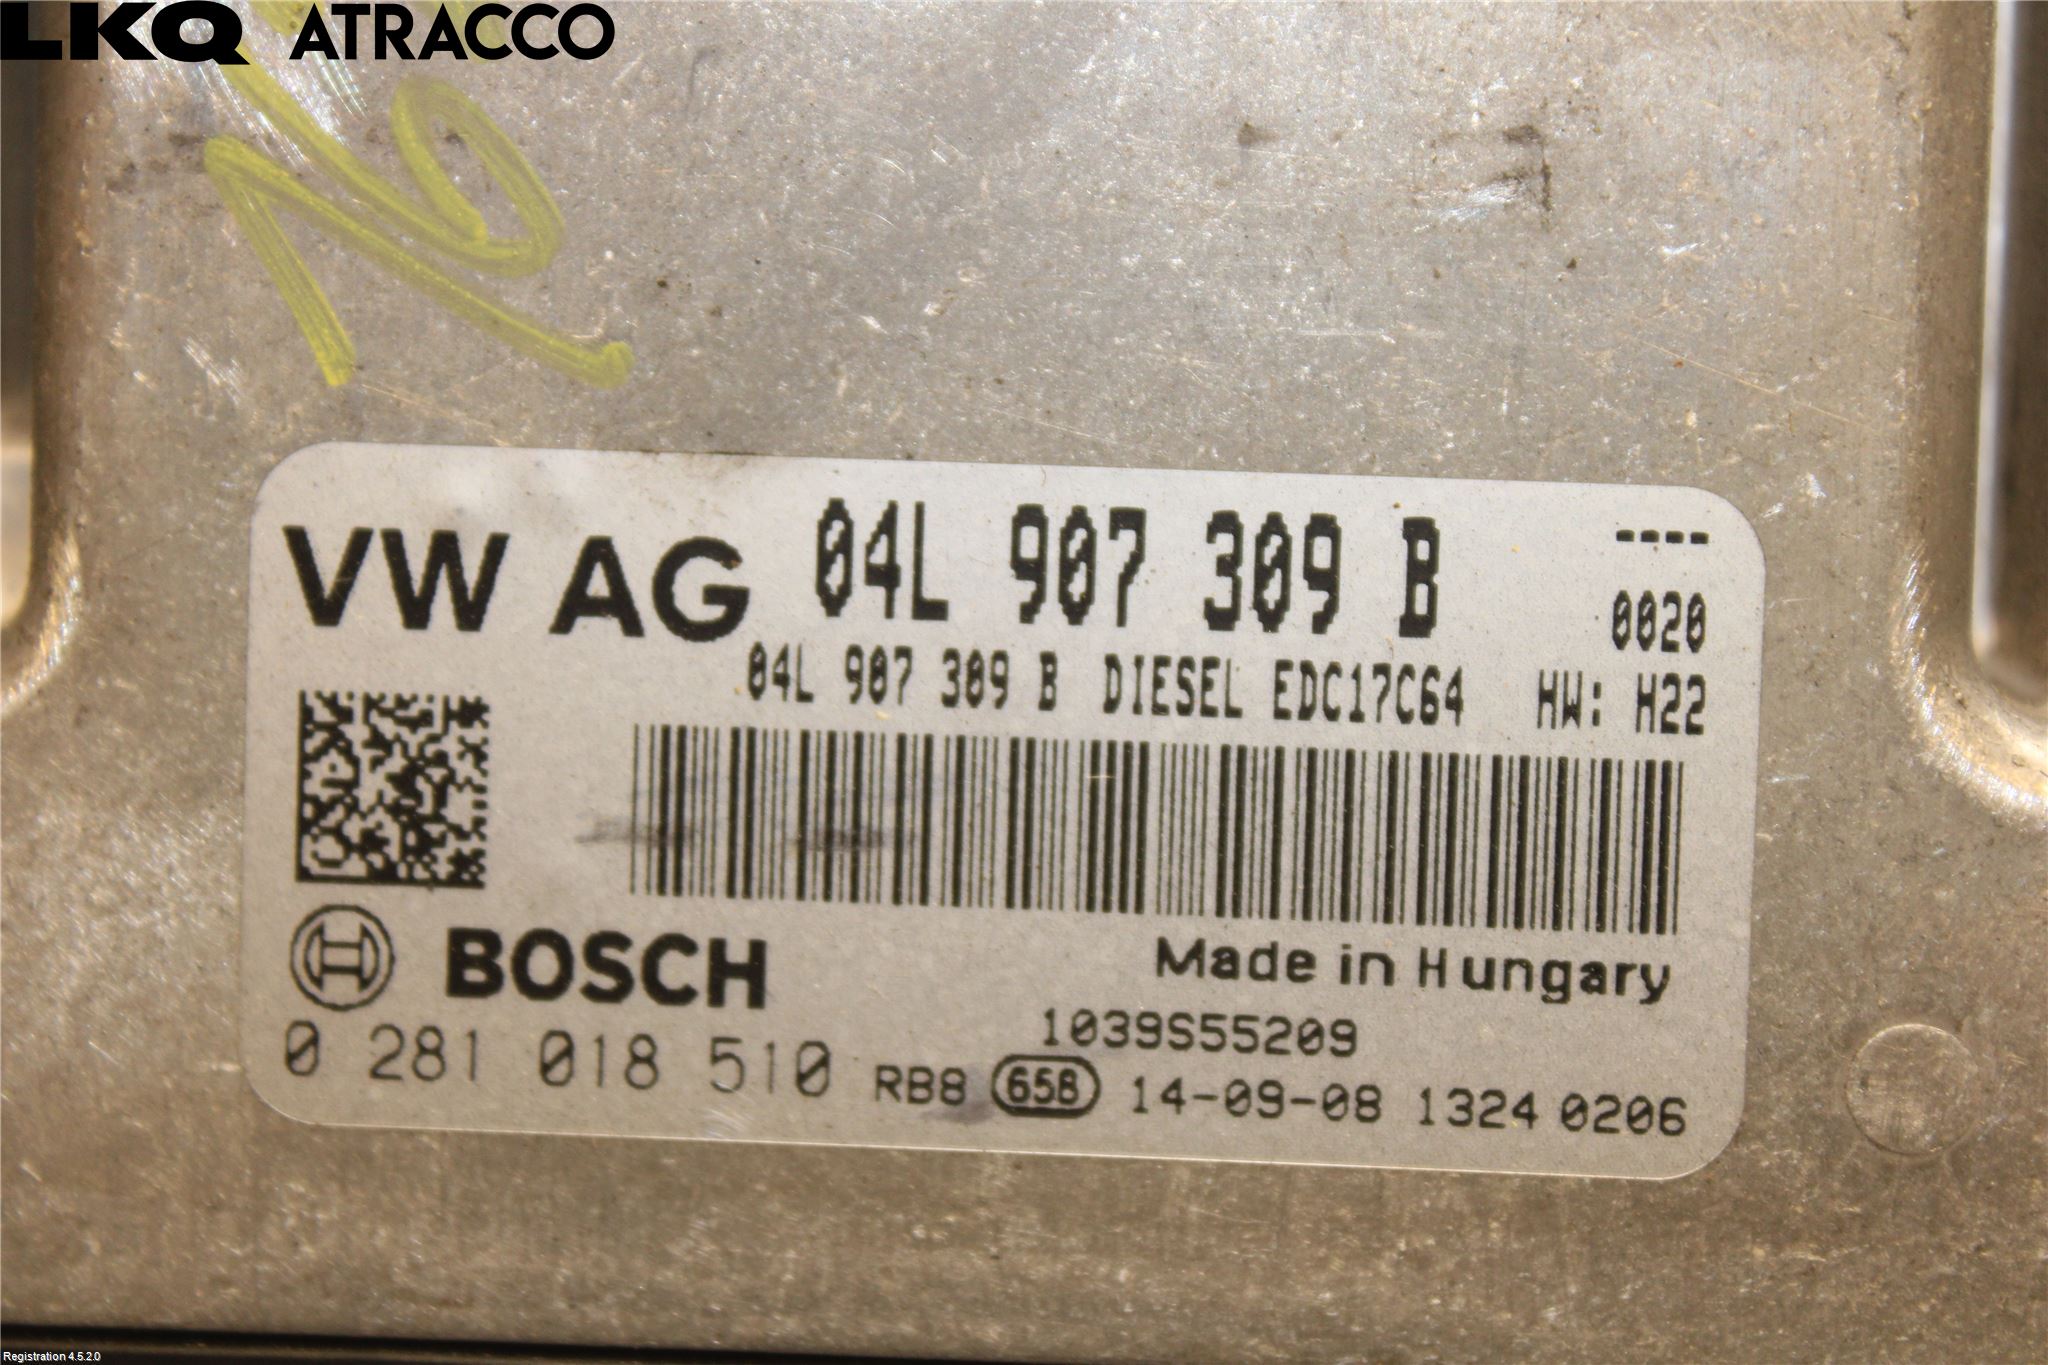 LKQ ATRACCO
16
VW AG 04L 907 309 B ----
0020
04L 907 309 B DIESEL EDC17C64 HW: H22
BOSCH
Made in Hungary
1039S55209
0 281 018 510 RB8 658 14-09-08 1324 0206
Registration 4.5.2.0